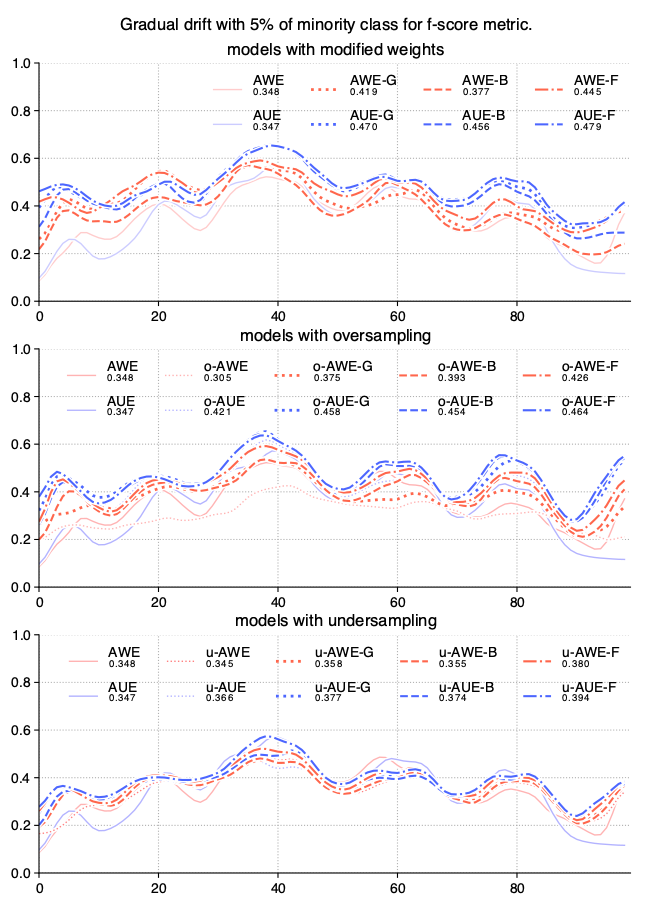 Gradual drift with 5% of minority class for f-score metric.
models with modified weights
1.0
AWE AWE-G AWE-B AWE-F
0.348 0.419 0.377 0.445
0.8
AUE AUE-G AUE-B AUE-F
0.347 0.470 0.456 0.479
0.6
0.4
0.2
0.0
0 20 40 60 80
models with oversampling
1.0
AWE o-AWE o-AWE-G o-AWE-B o-AWE-F
0.348 0.305 0.375 0.393 0.426
0.8
AUE o-AUE o-AUE-G o-AUE-B o-AUE-F
0.347 0.421 0.458 0.454 0.464
0.6
0.4
0.2
0.0
0 20 40 60 80
models with undersampling
1.0
AWE u-AWE u-AWE-G u-AWE-B u-AWE-F
0.348 0.345 0.358 0.355 0.380
0.8
AUE u-AUE u-AUE-G u-AUE-B u-AUE-F
0.347 0.366 0.377 0.374 0.394
0.6
0.4
0.2
0.0
0 20 40 60 80